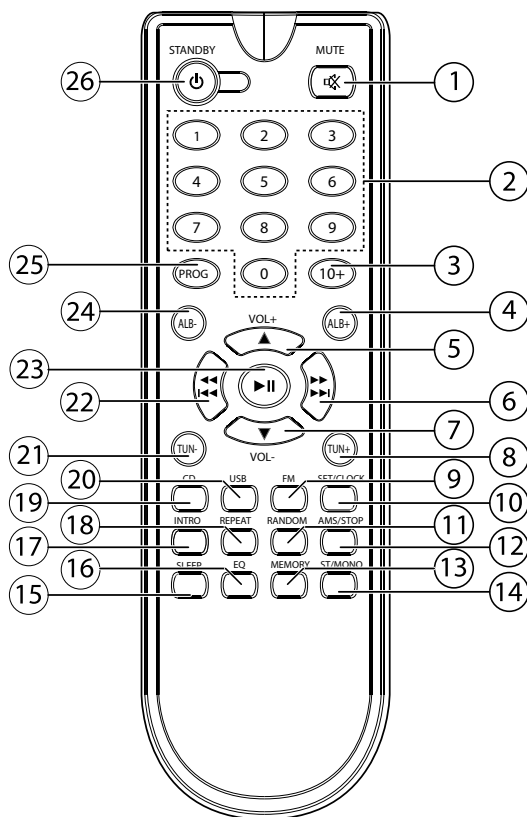 STANDBY MUTE
26 1
1 2 3
4 5 6 2
7 8 9
25 PROG 0 10+ 3
24 ALB- VOL+ ALB+ 4
5
23
22 6
7
21 TUN- VOL- TUN+ 8
20 CD USB FM SET/CLOCK 9
19 10
18 INTRO REPEAT RANDOM AMS/STOP 11
17 12
16 SLEEP EQ MEMORY ST/MONO 13
15 14